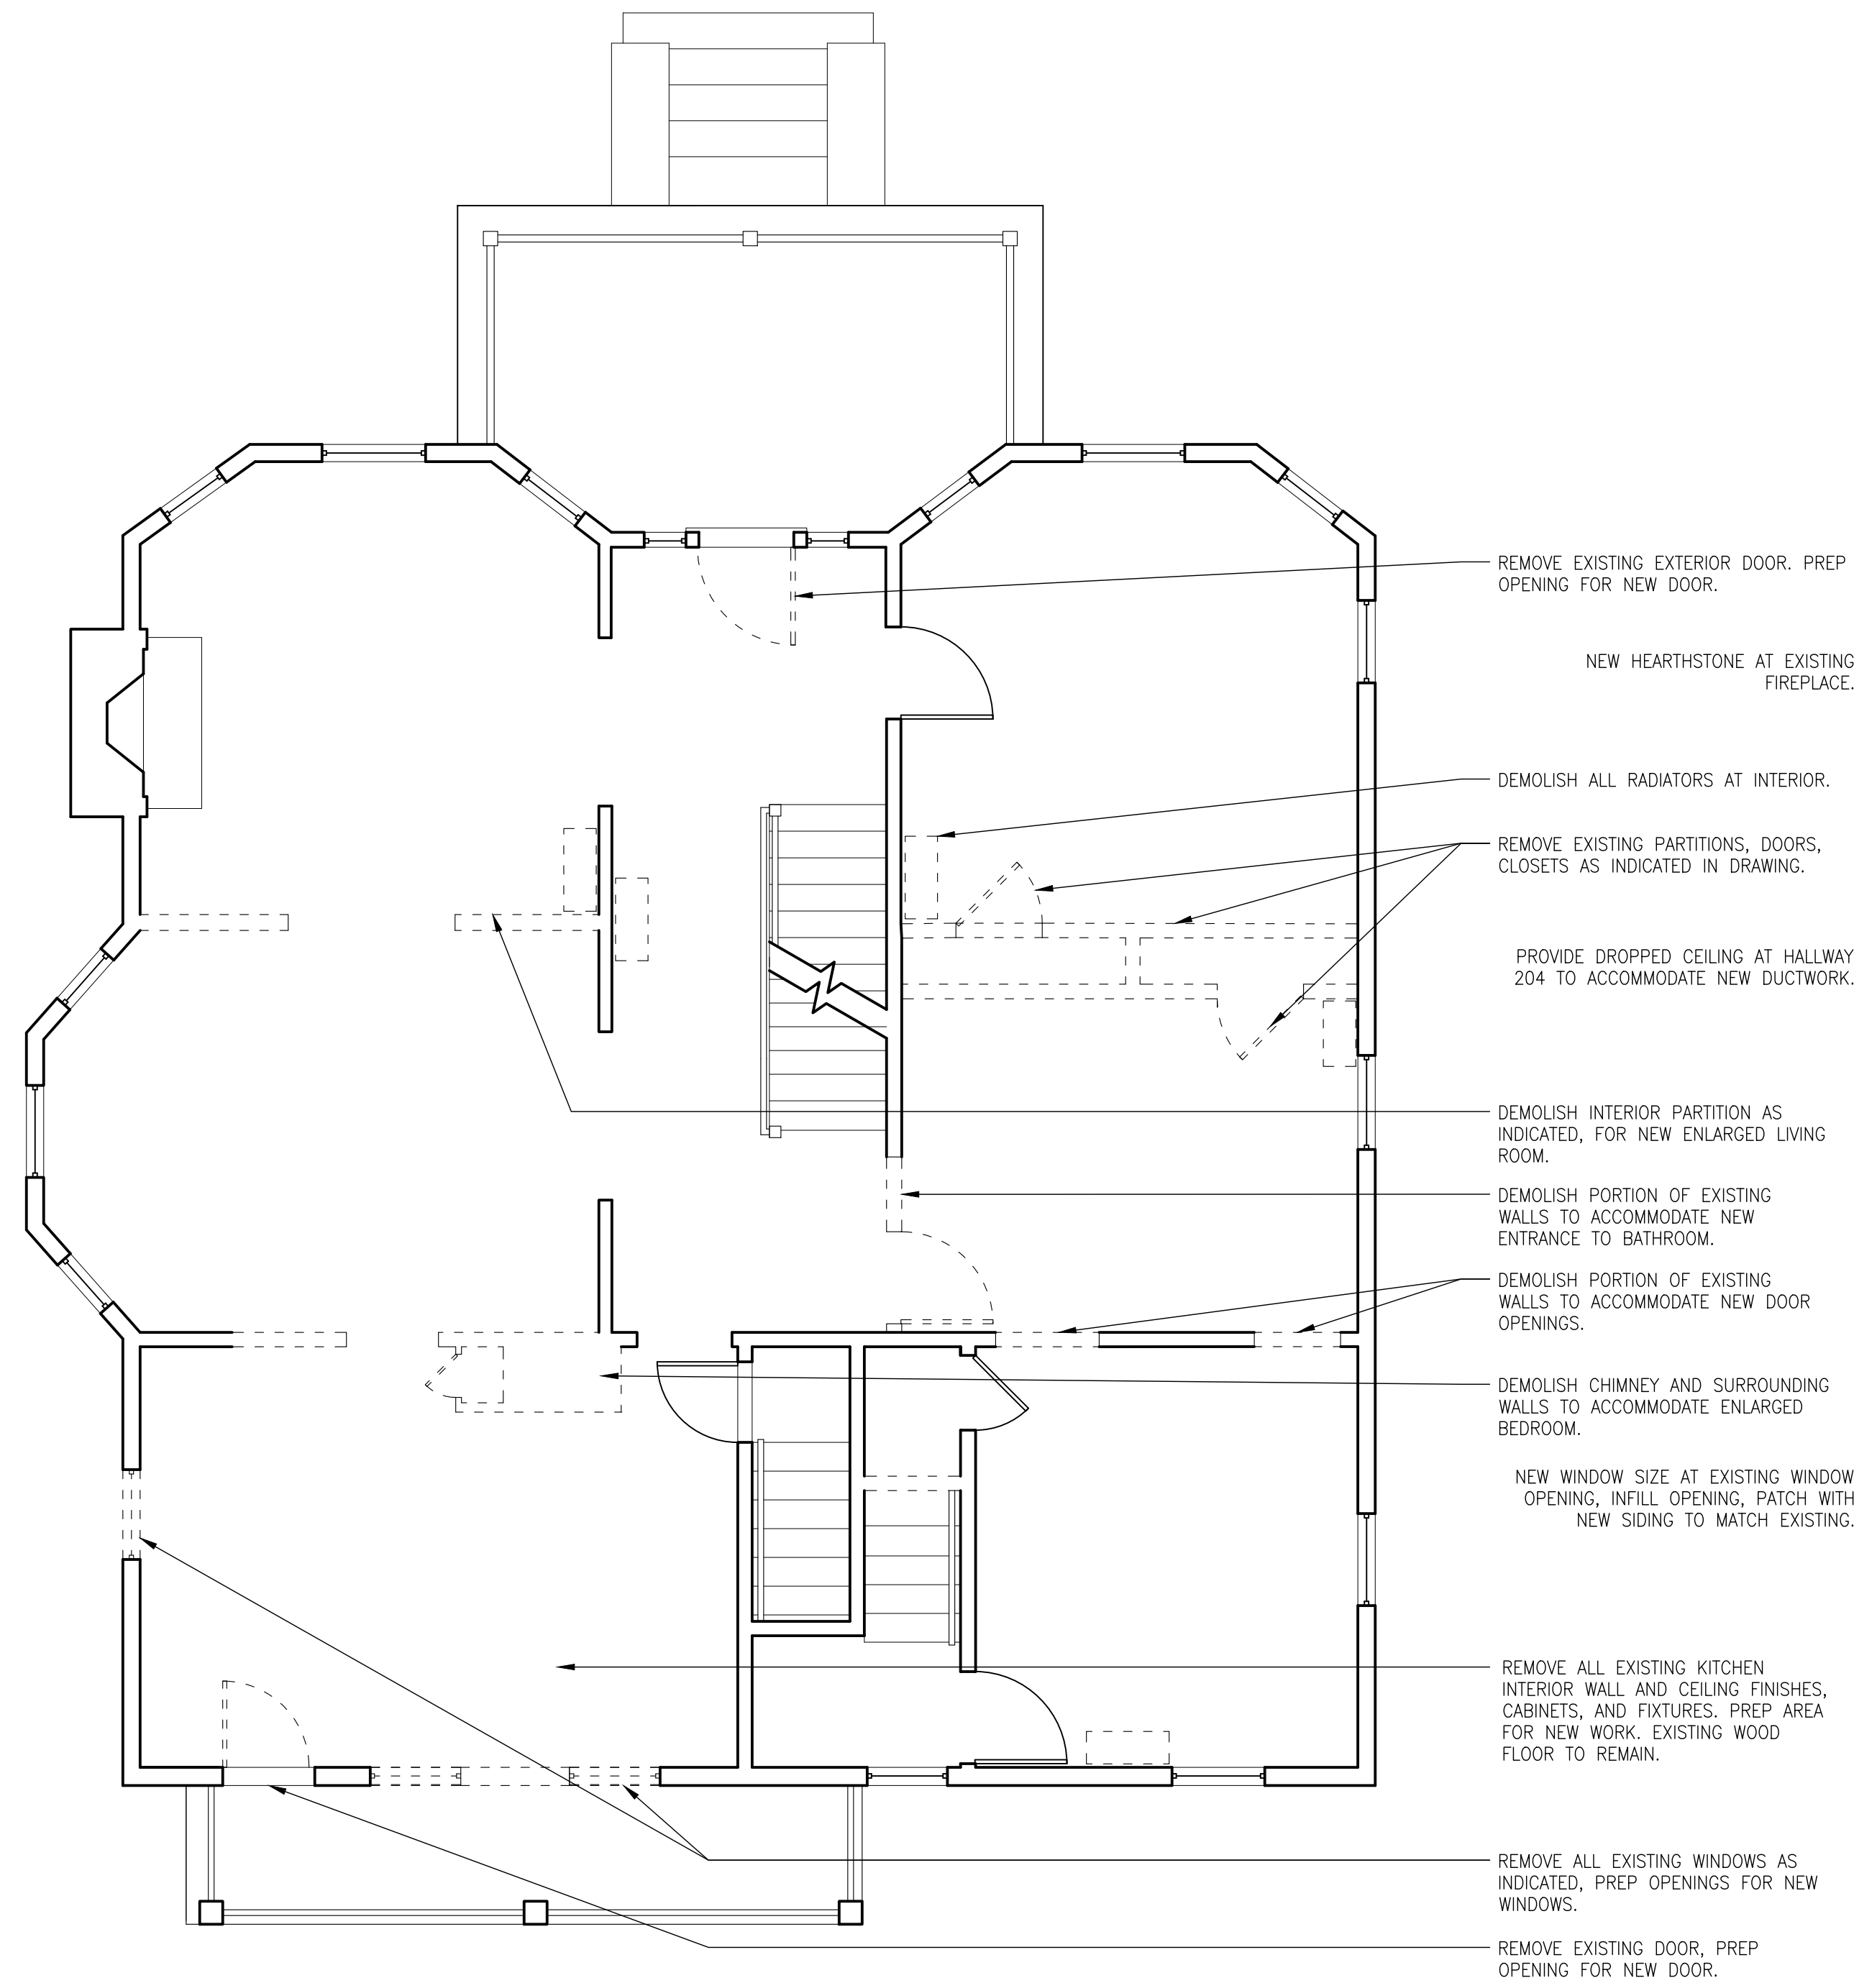 REMOVE EXISTING EXTERIOR DOOR. PREP
OPENING FOR NEW DOOR.
NEW HEARTHSTONE AT EXISTING
FIREPLACE.
DEMOLISH ALL RADIATORS AT INTERIOR.
REMOVE EXISTING PARTITIONS, DOORS,
CLOSETS AS INDICATED IN DRAWING.
PROVIDE DROPPED CEILING AT HALLWAY
204 TO ACCOMMODATE NEW DUCTWORK.
DEMOLISH INTERIOR PARTITION AS
INDICATED, FOR NEW ENLARGED LIVING
ROOM.
DEMOLISH PORTION OF EXISTING
WALLS TO ACCOMMODATE NEW
ENTRANCE TO BATHROOM.
DEMOLISH PORTION OF EXISTING
WALLS TO ACCOMMODATE NEW DOOR
OPENINGS.
DEMOLISH CHIMNEY AND SURROUNDING
WALLS TO ACCOMMODATE ENLARGED
BEDROOM.
NEW WINDOW SIZE AT EXISTING WINDOW
OPENING, INFILL OPENING, PATCH WITH
NEW SIDING TO MATCH EXISTING.
REMOVE ALL EXISTING KITCHEN
INTERIOR WALL AND CEILING FINISHES,
CABINETS, AND FIXTURES. PREP AREA
FOR NEW WORK. EXISTING WOOD
FLOOR TO REMAIN.
REMOVE ALL EXISTING WINDOWS AS
INDICATED, PREP OPENINGS FOR NEW
WINDOWS.
REMOVE EXISTING DOOR, PREP
OPENING FOR NEW DOOR.